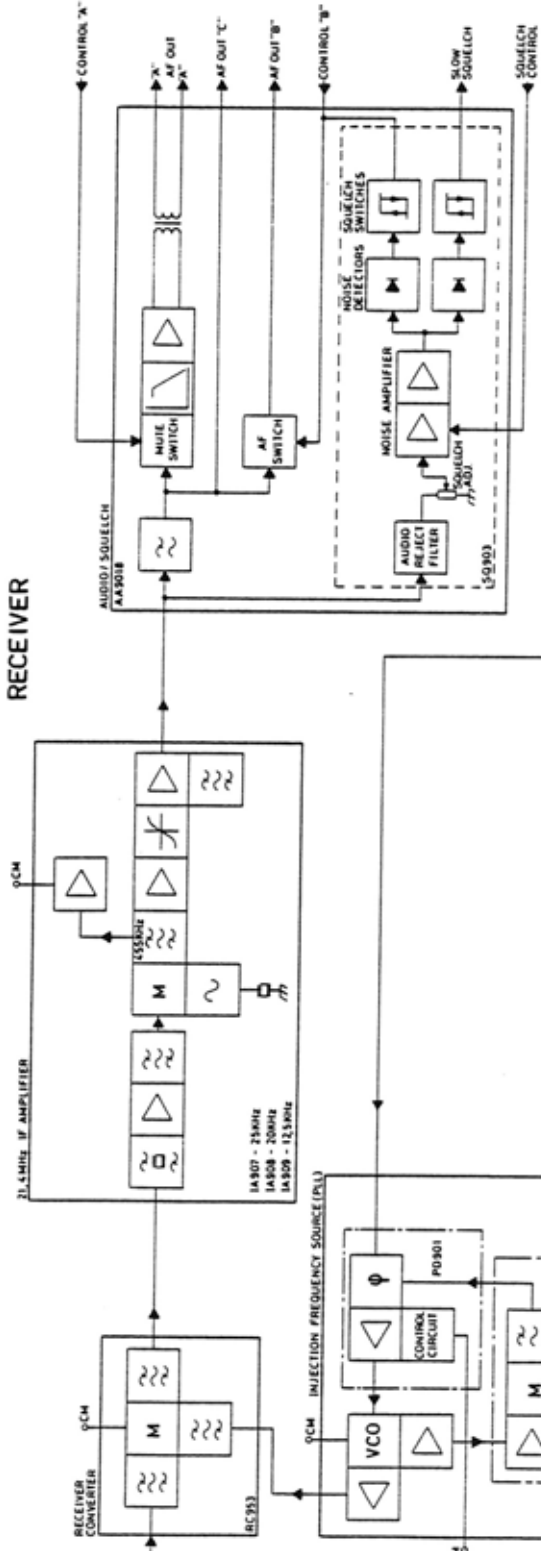 RECEIVER
RECEIVER
CONVERTER
M
RC953
OCM
21,4MHz IF AMPLIFIER
M
455KHz
OCM
IA907 - 25KHz
IA908 - 20KHz
IA909 - 12,5KHz
AUDIO / SQUELCH
AA901B
MUTE
SWITCH
AF
SWITCH
AUDIO
REJECT
FILTER
SQUELCH
ADJ.
NOISE AMPLIFIER
NOISE
DETECTORS
SQUELCH
SWITCHES
SQ903
CONTROL "A"
"A"
AF OUT
"A"
AF OUT "C"
AF OUT "B"
CONTROL "B"
SLOW
SQUELCH
SQUELCH
CONTROL
INJECTION FREQUENCY SOURCE (PLL)
OCM
VCO
φ
CONTROL
CIRCUIT
PD901
M